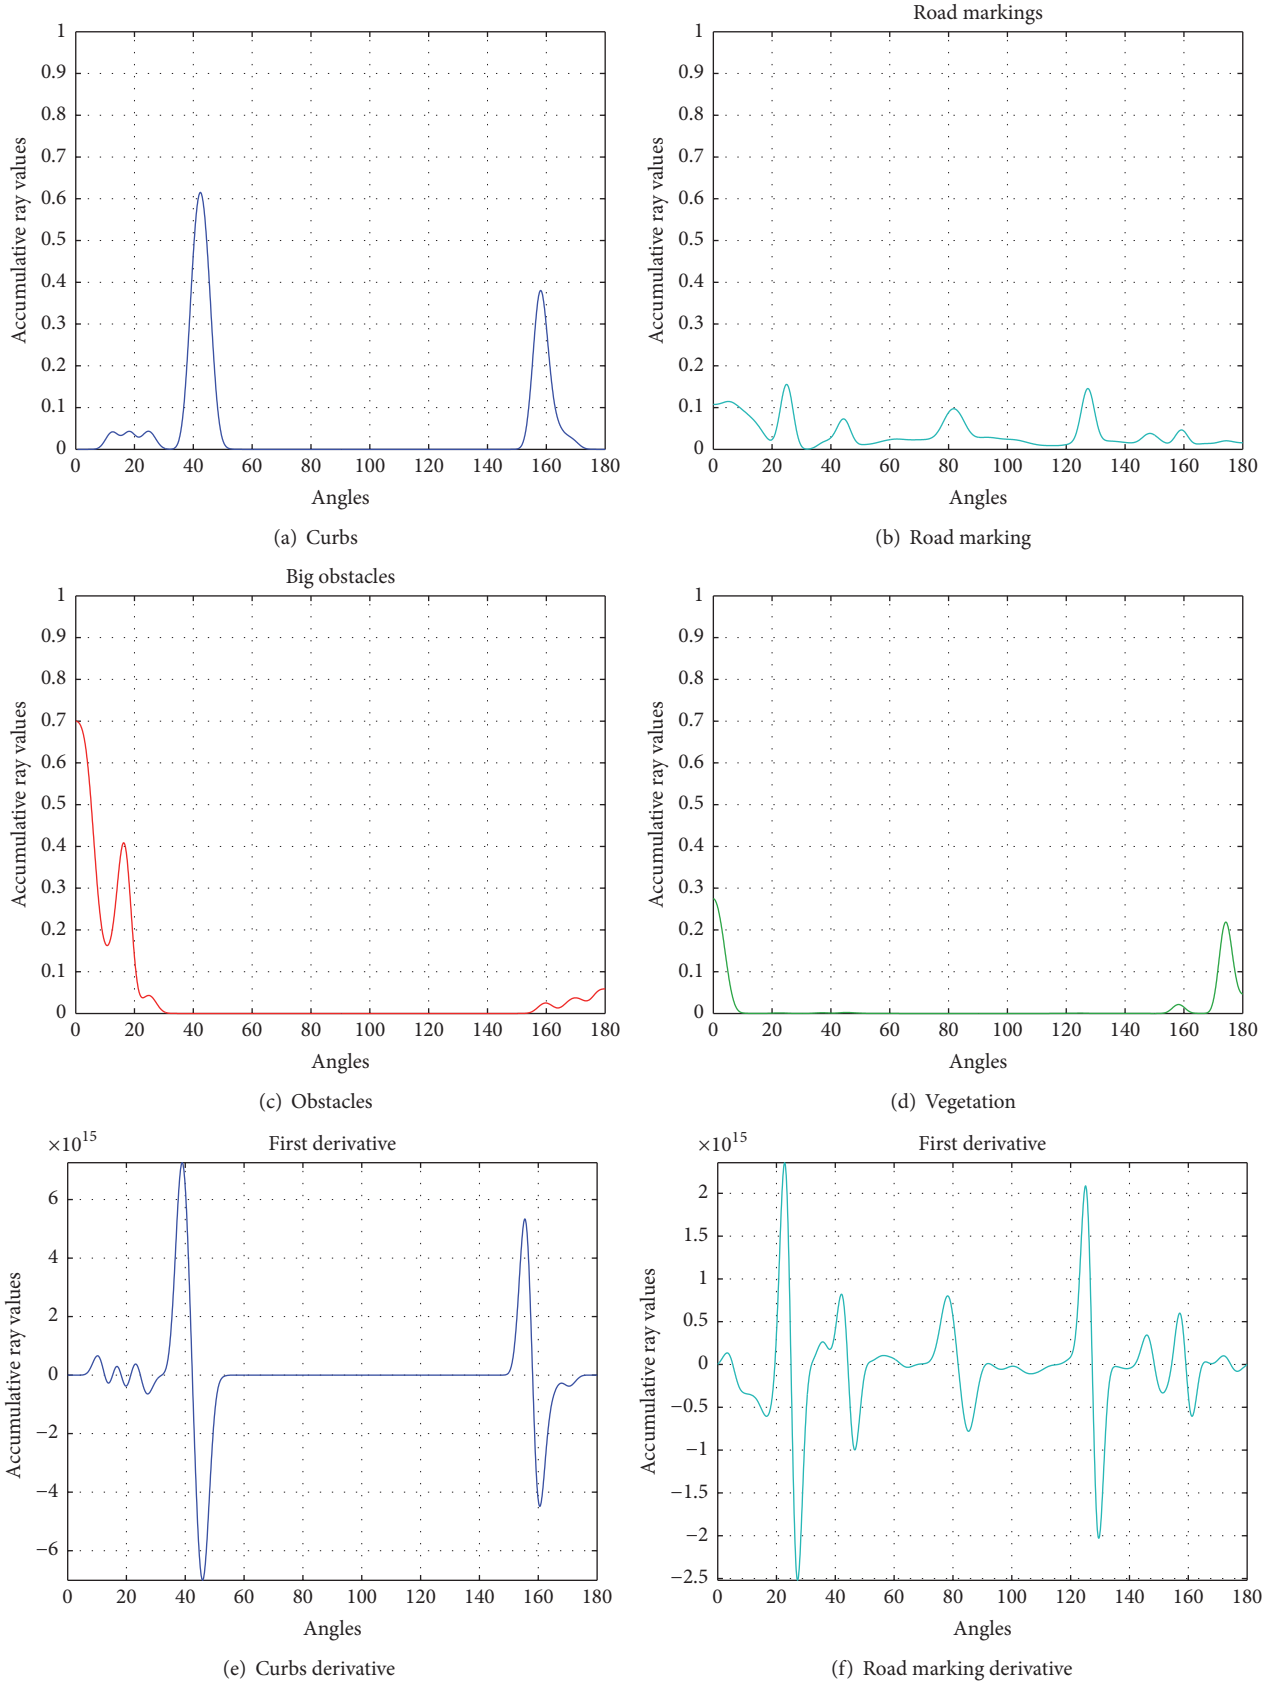 1
0.9
0.8
0.7
0.6
0.5
0.4
0.3
0.2
0.1
0
Accumulative ray values
0 20 40 60 80 100 120 140 160 180
Angles
(a) Curbs
Road markings
1
0.9
0.8
0.7
0.6
0.5
0.4
0.3
0.2
0.1
0
Accumulative ray values
0 20 40 60 80 100 120 140 160 180
Angles
(b) Road marking
Big obstacles
1
0.9
0.8
0.7
0.6
0.5
0.4
0.3
0.2
0.1
0
Accumulative ray values
0 20 40 60 80 100 120 140 160 180
Angles
(c) Obstacles
1
0.9
0.8
0.7
0.6
0.5
0.4
0.3
0.2
0.1
0
Accumulative ray values
0 20 40 60 80 100 120 140 160 180
Angles
(d) Vegetation
×10¹⁵
First derivative
6
4
2
0
−2
−4
−6
Accumulative ray values
0 20 40 60 80 100 120 140 160 180
Angles
(e) Curbs derivative
×10¹⁵
First derivative
2
1.5
1
0.5
0
−0.5
−1
−1.5
−2
−2.5
Accumulative ray values
0 20 40 60 80 100 120 140 160 180
Angles
(f) Road marking derivative